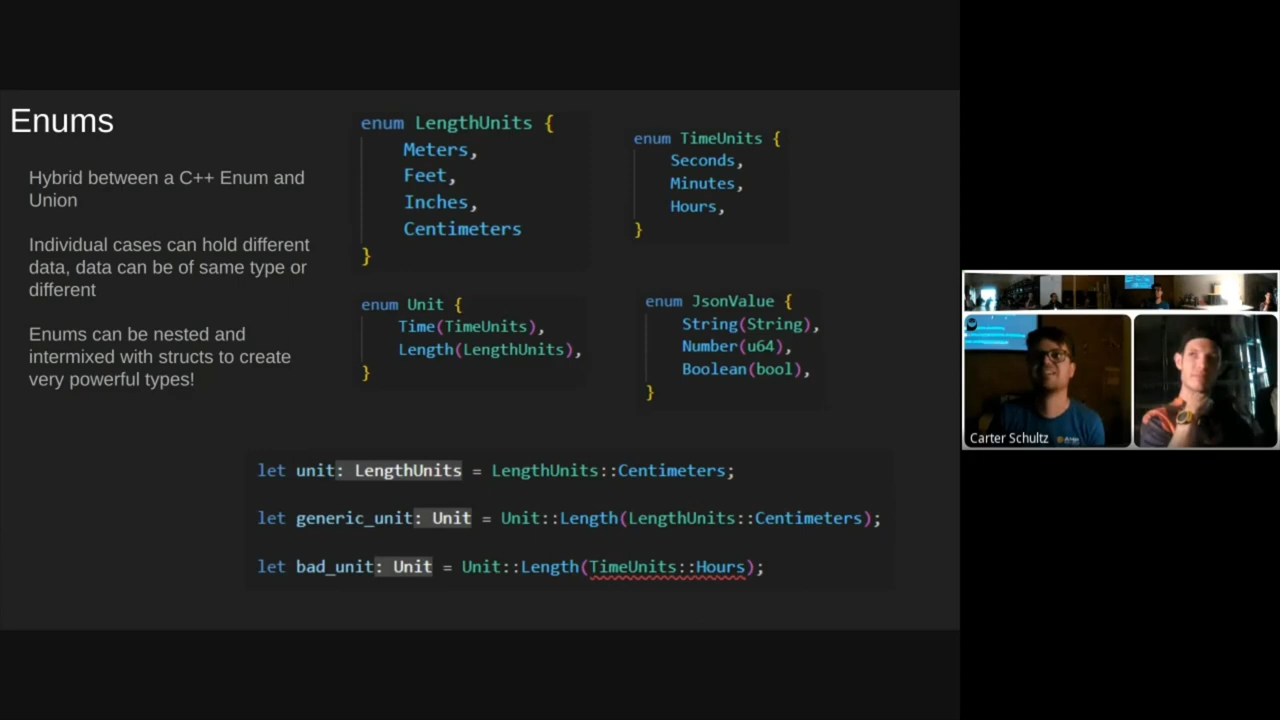 Enums
Hybrid between a C++ Enum and
Union
Individual cases can hold different
data, data can be of same type or
different
Enums can be nested and
intermixed with structs to create
very powerful types!
enum LengthUnits {
Meters,
Feet,
Inches,
Centimeters
}
enum TimeUnits {
Seconds,
Minutes,
Hours,
}
enum Unit {
Time(TimeUnits),
Length(LengthUnits),
}
enum JsonValue {
String(String),
Number(u64),
Boolean(bool),
}
let unit: LengthUnits = LengthUnits::Centimeters;
let generic_unit: Unit = Unit::Length(LengthUnits::Centimeters);
let bad_unit: Unit = Unit::Length(TimeUnits::Hours);
Carter Schultz